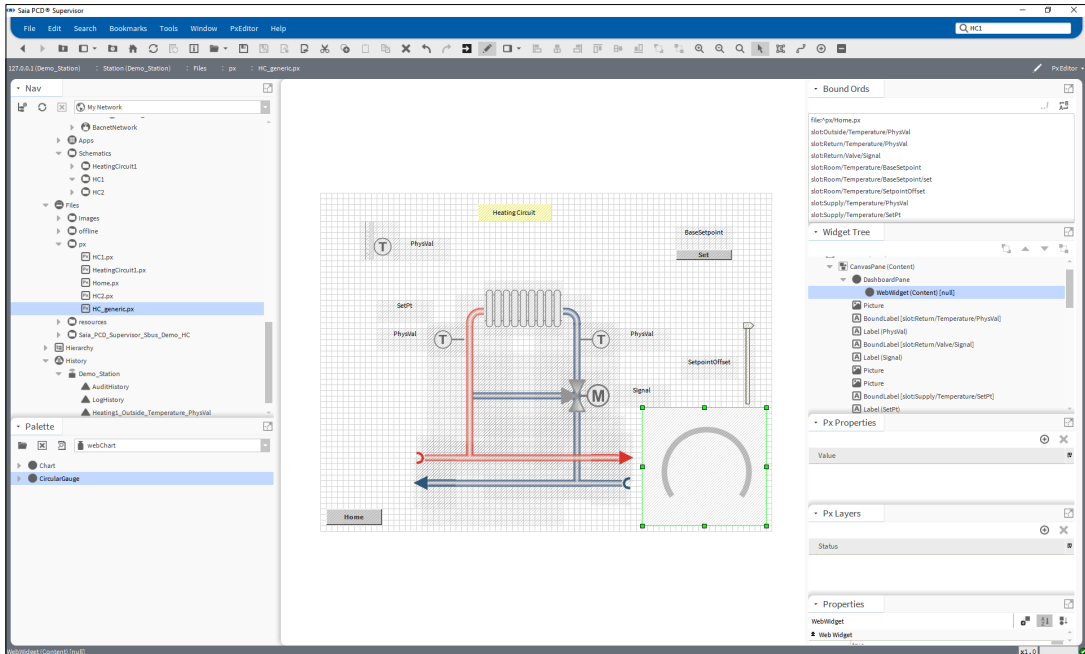 Saia PCD® Supervisor
File Edit Search Bookmarks Tools Window PxEditor Help
HC1
127.0.0.1 (Demo_Station) : Station (Demo_Station) : Files : px : HC_generic.px
PxEditor
Nav
My Network
BacnetNetwork
Apps
Schematics
HeatingCircuit1
HC1
HC2
Files
Images
offline
px
HC1.px
HeatingCircuit1.px
Home.px
HC2.px
HC_generic.px
resources
Saia_PCD_Supervisor_Sbus_Demo_HC
Hierarchy
History
Demo_Station
AuditHistory
LogHistory
Heating1_Outside_Temperature_PhysVal
Palette
webChart
Chart
CircularGauge
Heating Circuit
T
PhysVal
BaseSetpoint
Set
SetPt
PhysVal
T
T
PhysVal
SetpointOffset
M
Signal
Home
Bound Ords
file:^px/Home.px
slot:Outside/Temperature/PhysVal
slot:Return/Temperature/PhysVal
slot:Return/Valve/Signal
slot:Room/Temperature/BaseSetpoint
slot:Room/Temperature/BaseSetpoint/set
slot:Room/Temperature/SetpointOffset
slot:Supply/Temperature/PhysVal
slot:Supply/Temperature/SetPt
Widget Tree
CanvasPane (Content)
DashboardPane
WebWidget (Content) [null]
Picture
BoundLabel [slot:Return/Temperature/PhysVal]
Label (PhysVal)
BoundLabel [slot:Return/Valve/Signal]
Label (Signal)
Picture
Picture
BoundLabel [slot:Supply/Temperature/SetPt]
Label (SetPt)
Px Properties
Value
Px Layers
Status
Properties
WebWidget
Web Widget
WebWidget (Content) [null]
x1.0